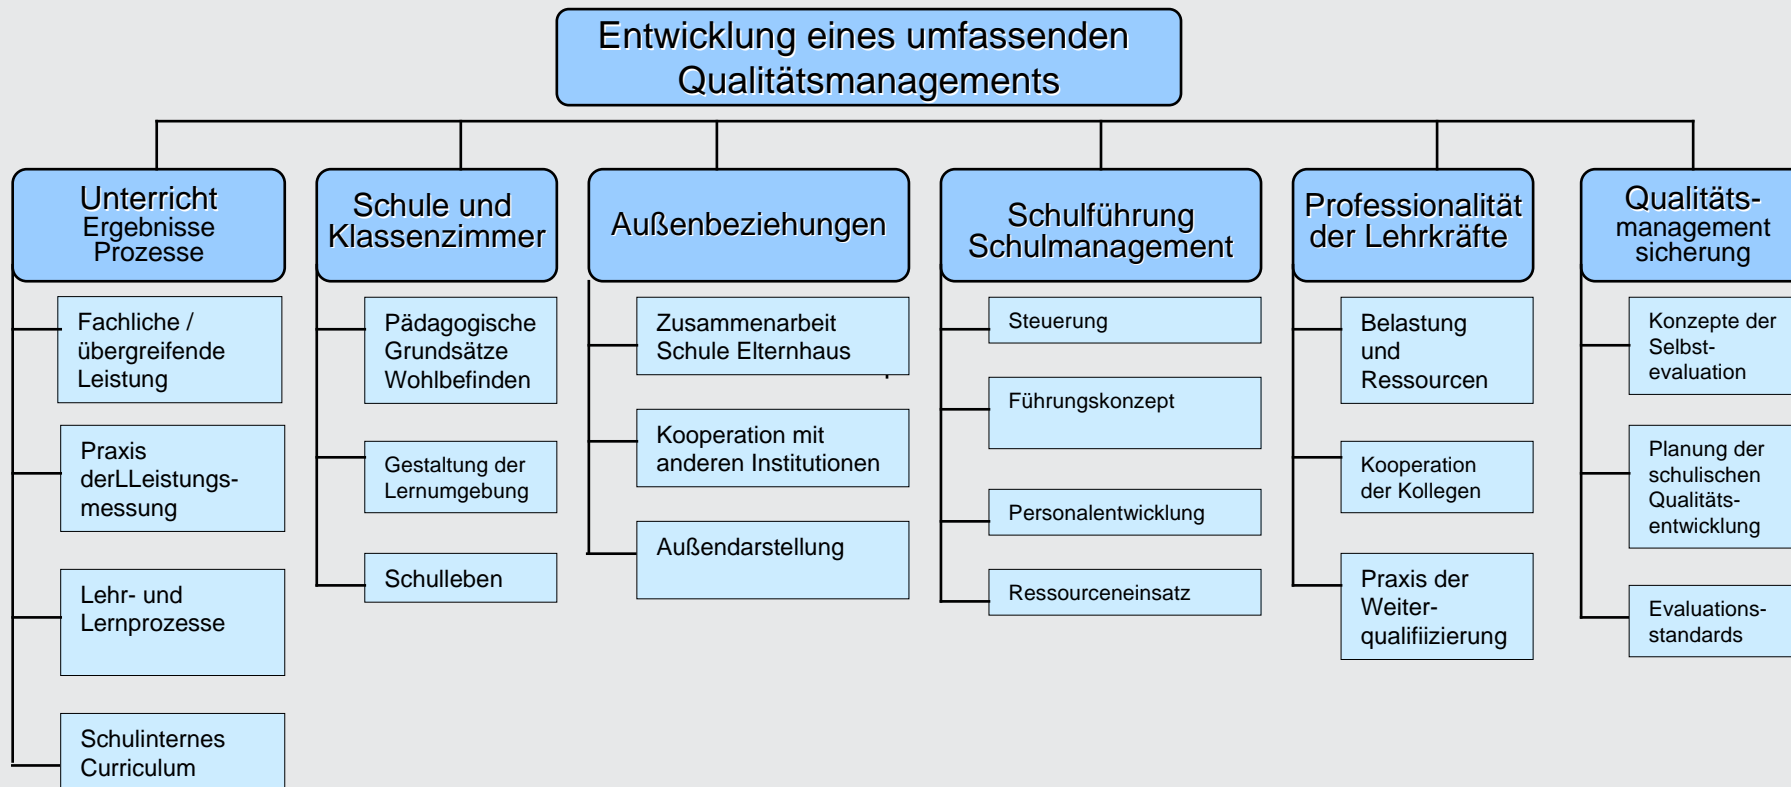 Entwicklung eines umfassenden
Qualitätsmanagements
Unterricht
Ergebnisse
Prozesse
Fachliche /
übergreifende
Leistung
Praxis
derLLeistungs-
messung
Lehr- und
Lernprozesse
Schulinternes
Curriculum
Schule und
Klassenzimmer
Pädagogische
Grundsätze
Wohlbefinden
Gestaltung der
Lernumgebung
Schulleben
Außenbeziehungen
Zusammenarbeit
Schule Elternhaus
Kooperation mit
anderen Institutionen
Außendarstellung
Schulführung
Schulmanagement
Steuerung
Führungskonzept
Personalentwicklung
Ressourceneinsatz
Professionalität
der Lehrkräfte
Belastung
und
Ressourcen
Kooperation
der Kollegen
Praxis der
Weiter-
qualifiizierung
Qualitäts-
management
sicherung
Konzepte der
Selbst-
evaluation
Planung der
schulischen
Qualitäts-
entwicklung
Evaluations-
standards